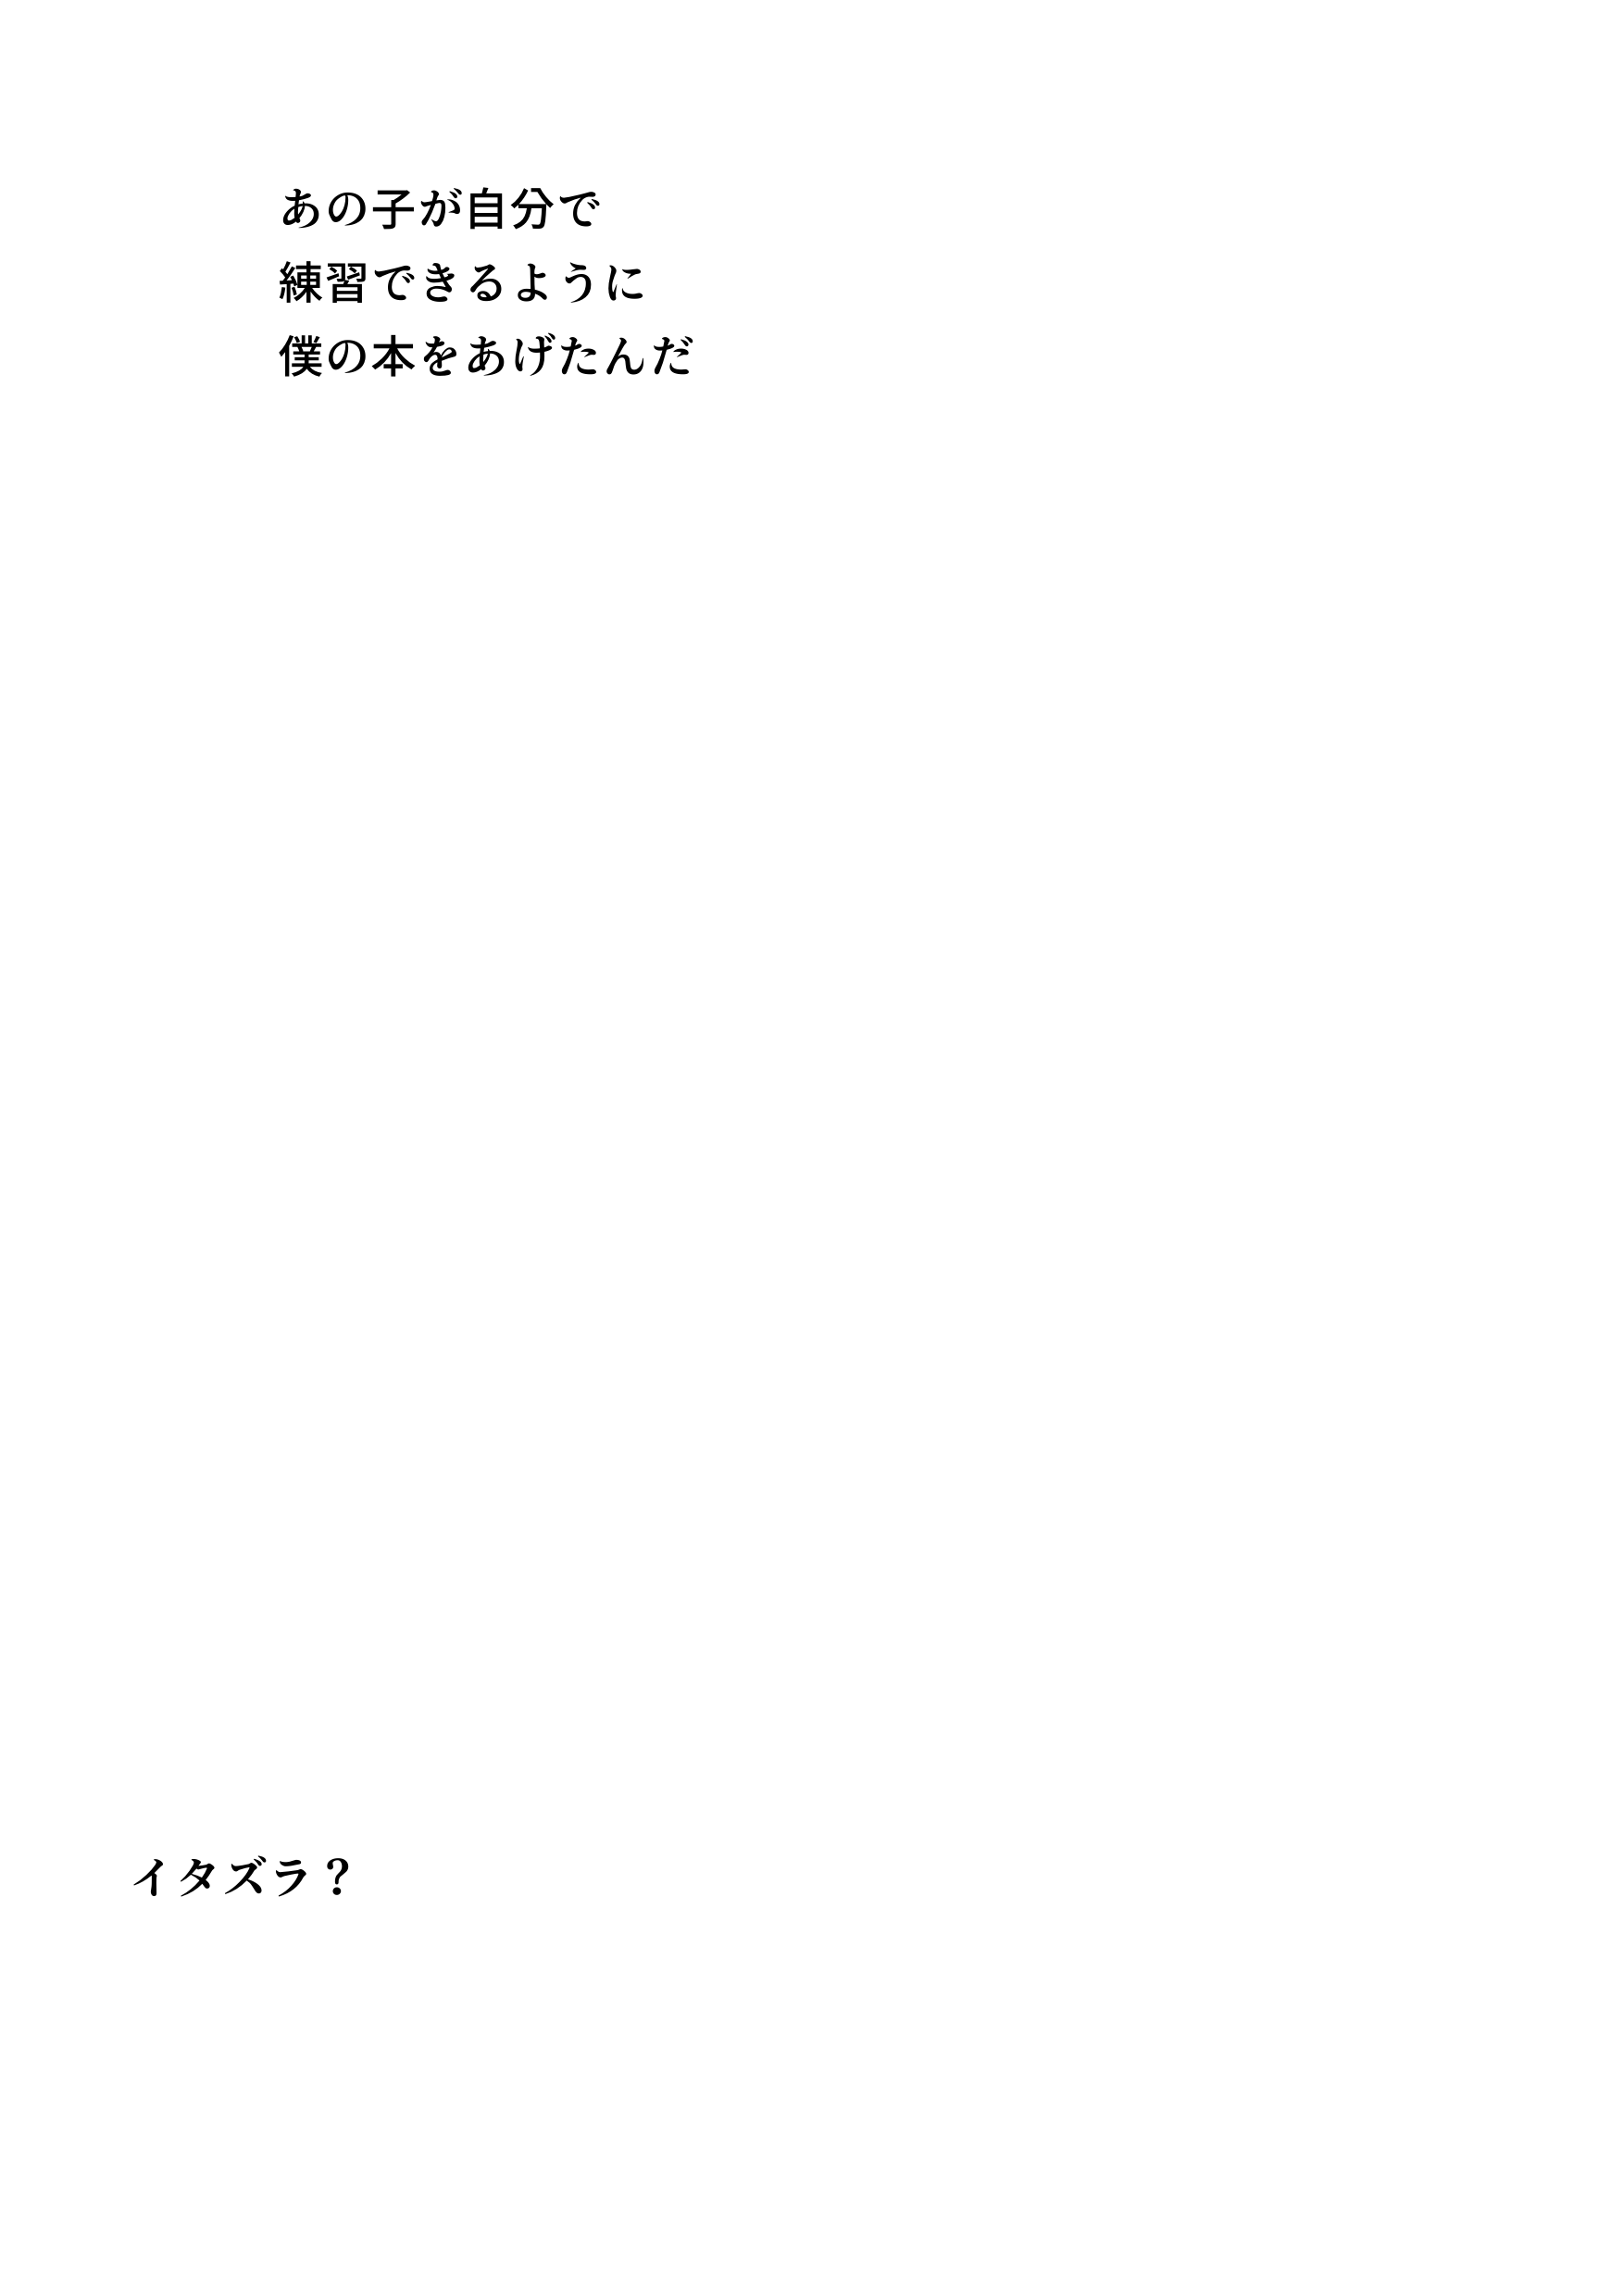 あの子が自分で
練習できるように
僕の本をあげたんだ
イタズラ？